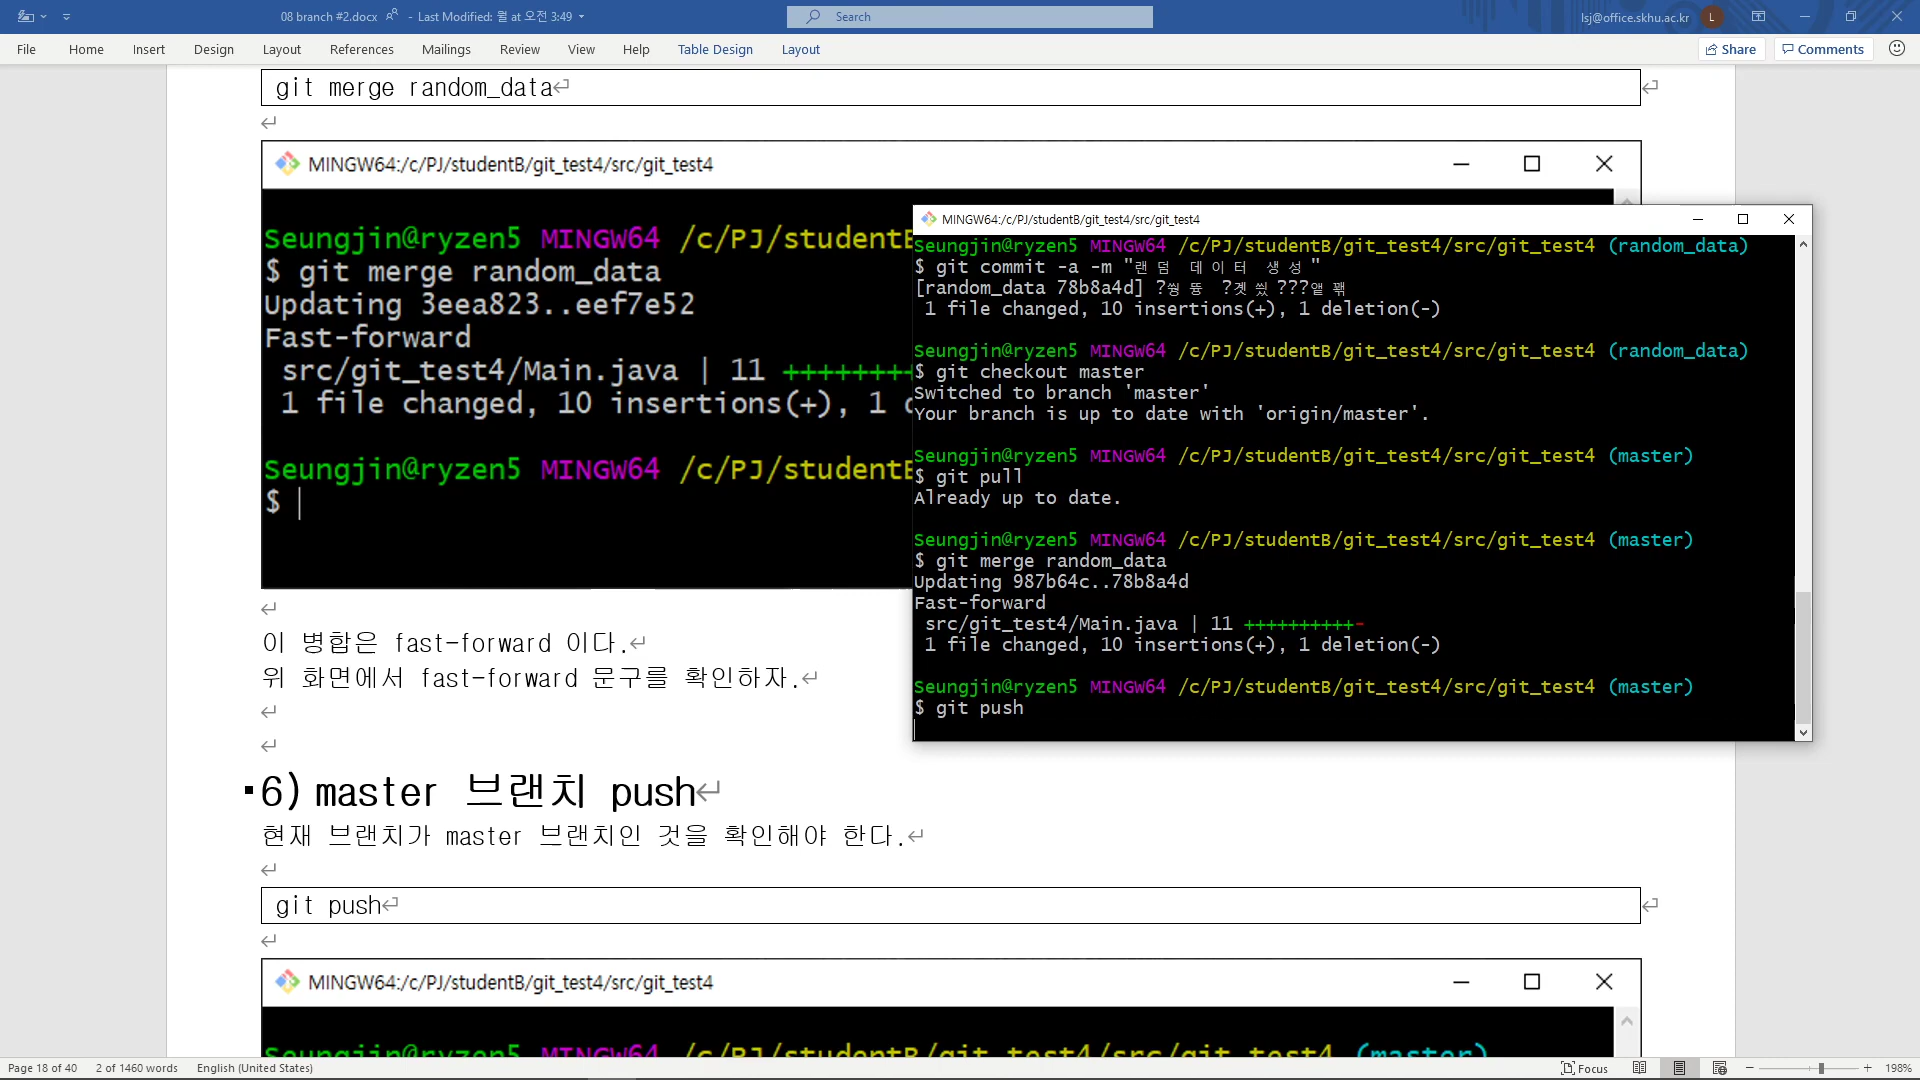 08 branch #2.docx - Last Modified: 월 at 오전 3:49
Search
lsj@office.skhu.ac.kr L
File Home Insert Design Layout References Mailings Review View Help Table Design Layout Share Comments
git merge random_data
MINGW64:/c/PJ/studentB/git_test4/src/git_test4
Seungjin@ryzen5 MINGW64 /c/PJ/studentB
$ git merge random_data
Updating 3eea823..eef7e52
Fast-forward
src/git_test4/Main.java | 11 ++++++++
1 file changed, 10 insertions(+), 1 d
Seungjin@ryzen5 MINGW64 /c/PJ/studentB
$
MINGW64:/c/PJ/studentB/git_test4/src/git_test4
Seungjin@ryzen5 MINGW64 /c/PJ/studentB/git_test4/src/git_test4 (random_data)
$ git commit -a -m "랜덤 데이터 생성"
[random_data 78b8a4d]
1 file changed, 10 insertions(+), 1 deletion(-)
Seungjin@ryzen5 MINGW64 /c/PJ/studentB/git_test4/src/git_test4 (random_data)
$ git checkout master
Switched to branch 'master'
Your branch is up to date with 'origin/master'.
Seungjin@ryzen5 MINGW64 /c/PJ/studentB/git_test4/src/git_test4 (master)
$ git pull
Already up to date.
Seungjin@ryzen5 MINGW64 /c/PJ/studentB/git_test4/src/git_test4 (master)
$ git merge random_data
Updating 987b64c..78b8a4d
Fast-forward
src/git_test4/Main.java | 11 ++++++++++-
1 file changed, 10 insertions(+), 1 deletion(-)
Seungjin@ryzen5 MINGW64 /c/PJ/studentB/git_test4/src/git_test4 (master)
$ git push
이 병합은 fast-forward 이다.
위 화면에서 fast-forward 문구를 확인하자.
6) master 브랜치 push
현재 브랜치가 master 브랜치인 것을 확인해야 한다.
git push
MINGW64:/c/PJ/studentB/git_test4/src/git_test4
Seungjin@ryzen5 MINGW64 /c/PJ/studentB/git_test4/src/git_test4 (master)
Page 18 of 40 2 of 1460 words English (United States) Focus 198%